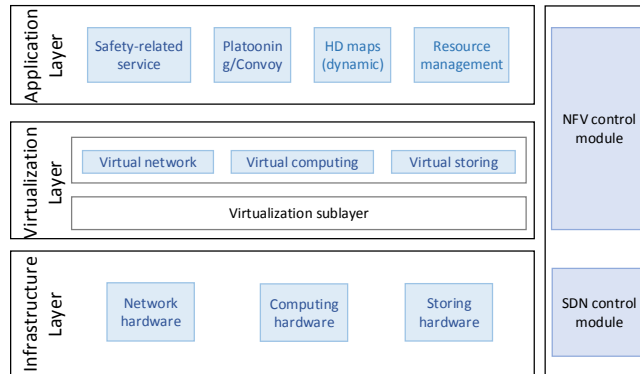 Application
Layer
Safety-related
service
Platoonin
g/Convoy
HD maps
(dynamic)
Resource
management
Virtualization
Layer
Virtual network
Virtual computing
Virtual storing
Virtualization sublayer
Infrastructure
Layer
Network
hardware
Computing
hardware
Storing
hardware
NFV control
module
SDN control
module